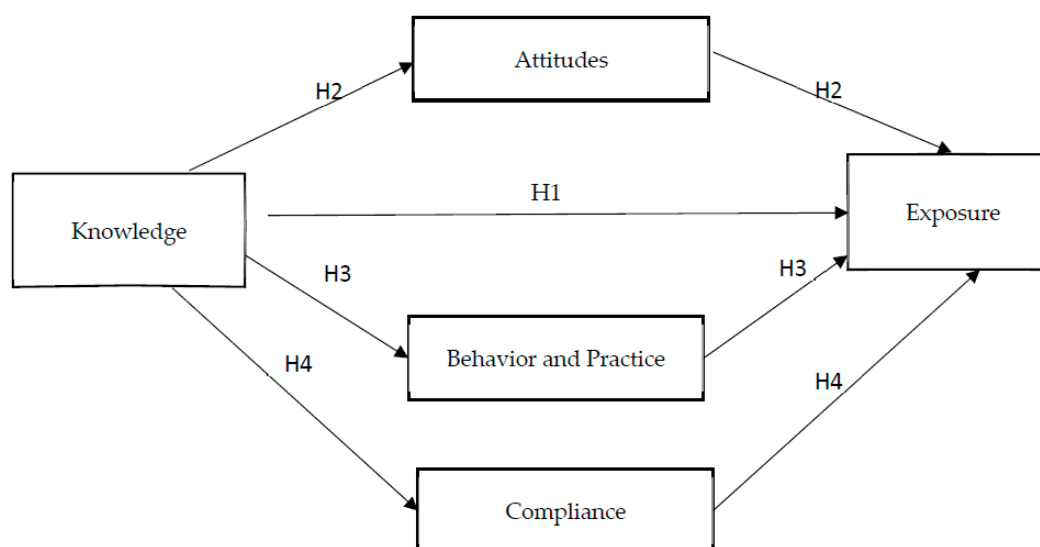 Attitudes
H2
H2
H1
Knowledge
Exposure
H3
H3
Behavior and Practice
H4
H4
Compliance